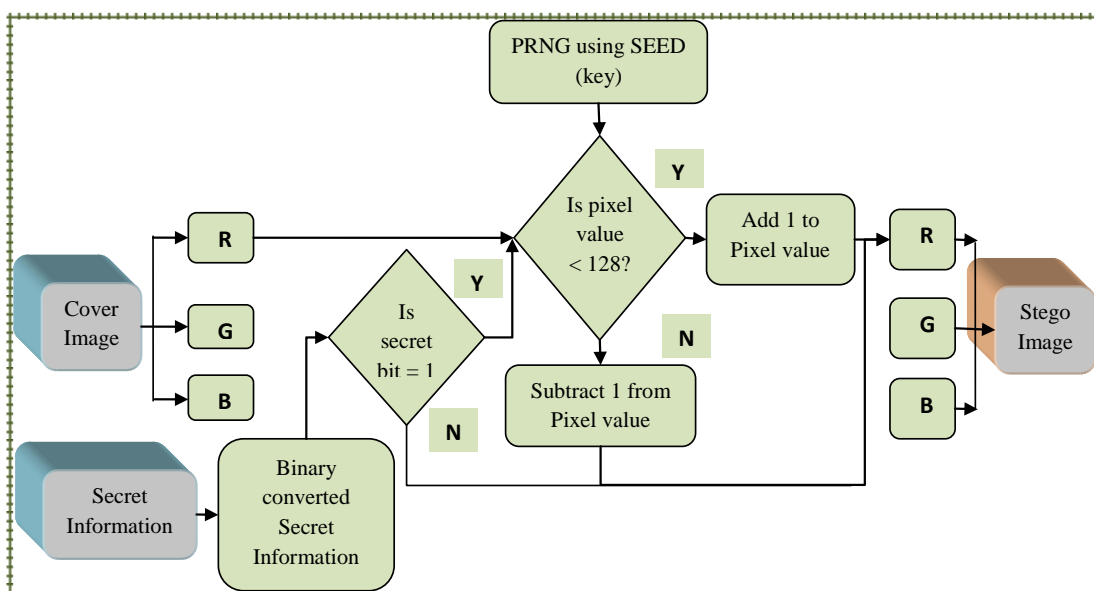 PRNG using SEED
(key)
Y
Is pixel
value
< 128?
Add 1 to
Pixel value
R
R
Y
Cover
Image
G
Is
secret
bit = 1
N
G
Stego
Image
B
Subtract 1 from
Pixel value
B
N
Secret
Information
Binary
converted
Secret
Information